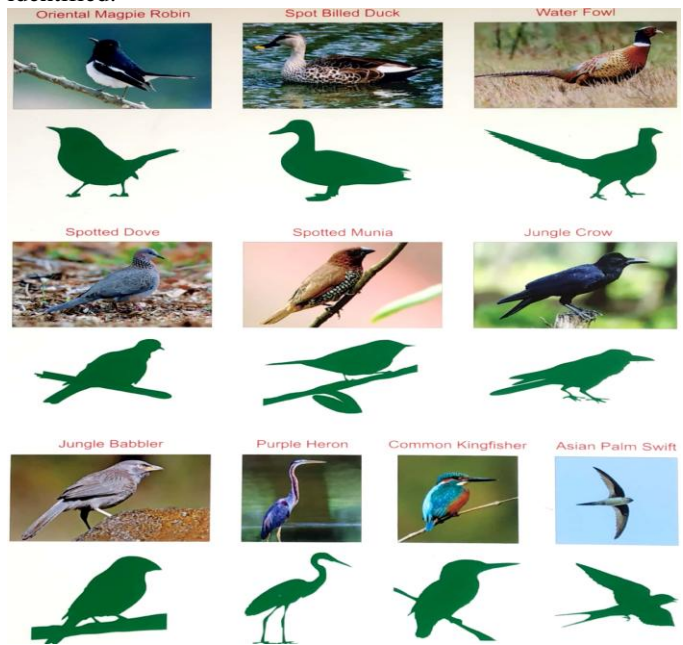 identified.
Oriental Magpie Robin
Spot Billed Duck
Water Fowl
Spotted Dove
Spotted Munia
Jungle Crow
Jungle Babbler
Purple Heron
Common Kingfisher
Asian Palm Swift